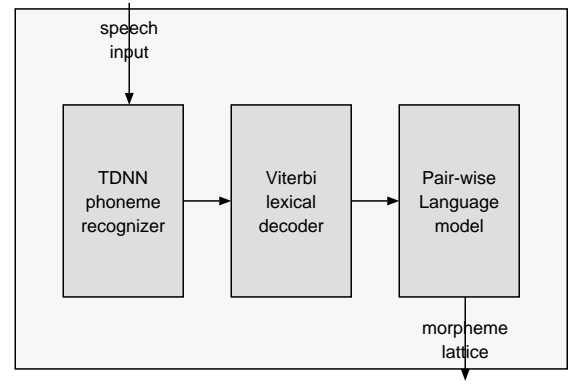 speech
input
TDNN
phoneme
recognizer
Viterbi
lexical
decoder
Pair-wise
Language
model
morpheme
lattice